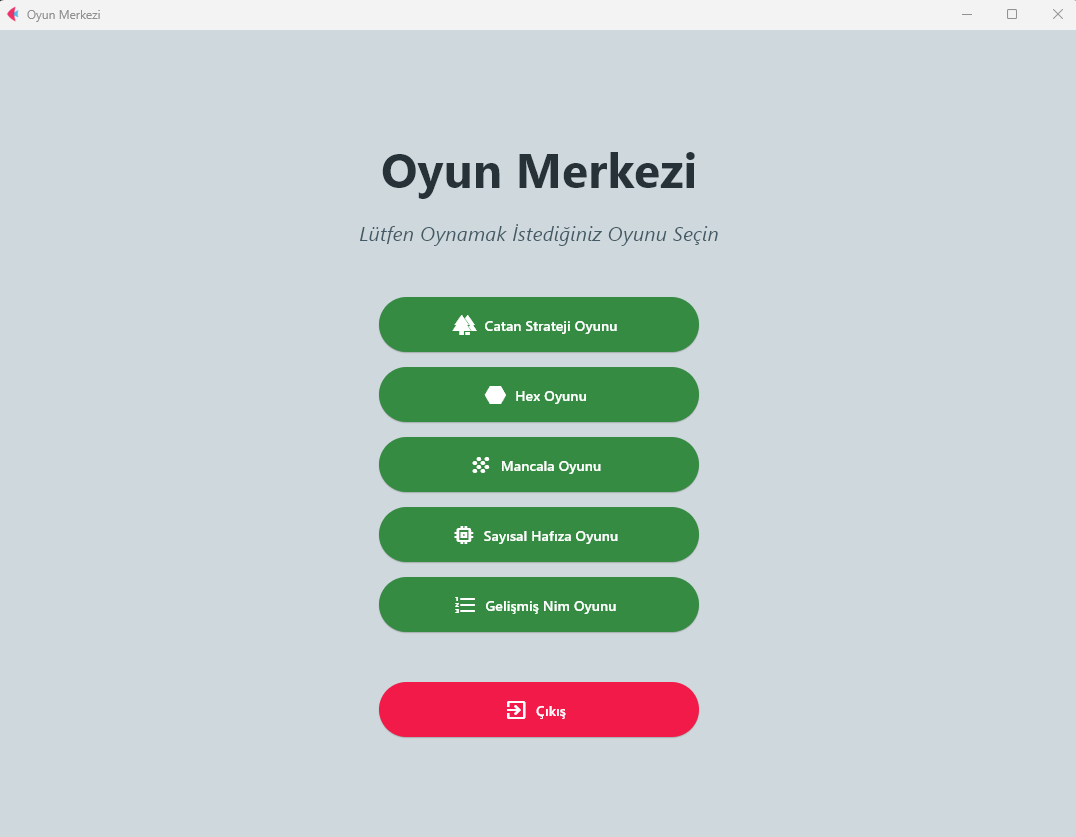 Oyun Merkezi
Oyun Merkezi
Lütfen Oynamak İstediğiniz Oyunu Seçin
Catan Strateji Oyunu
Hex Oyunu
Mancala Oyunu
Sayısal Hafıza Oyunu
Gelişmiş Nim Oyunu
Çıkış